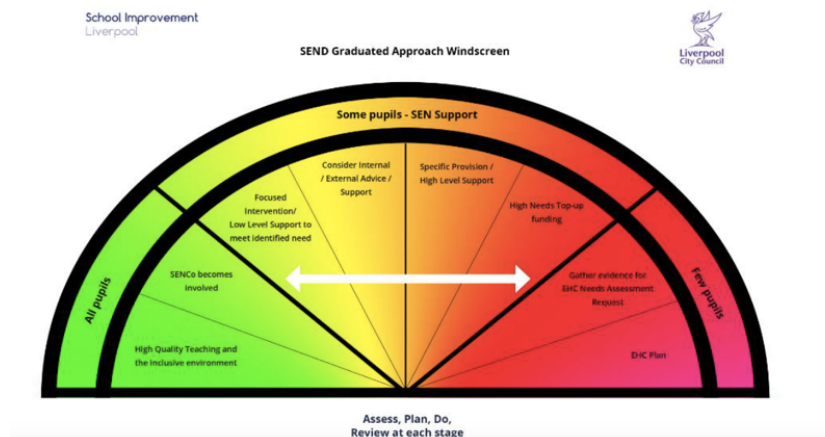 School Improvement
Liverpool
Liverpool
City Council
SEND Graduated Approach Windscreen
Some pupils - SEN Support
All pupils
Few pupils
High Quality Teaching and
the inclusive environment
SENCo becomes
involved
Focused
Intervention/
Low Level Support to
meet identified need
Consider Internal
/ External Advice /
Support
Specific Provision /
High Level Support
High Needs Top-up
funding
Gather evidence for
EHC Needs Assessment
Request
EHC Plan
Assess, Plan, Do,
Review at each stage